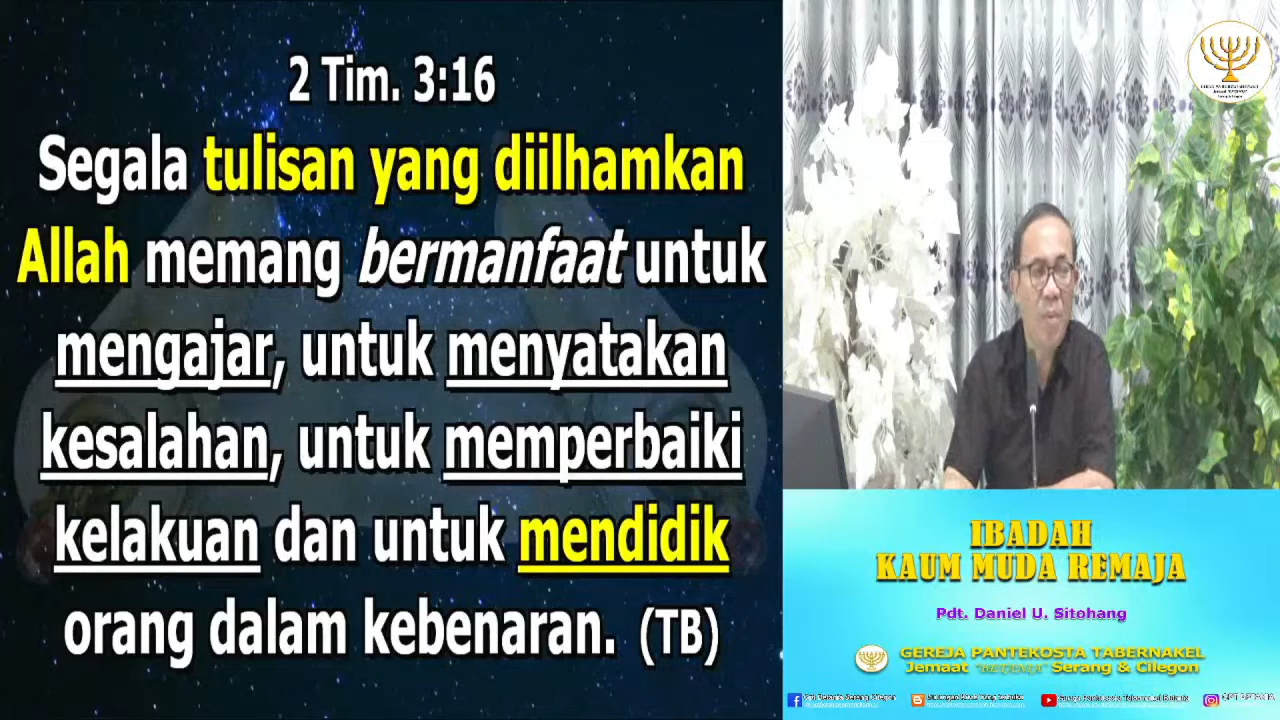 2 Tim. 3:16
Segala tulisan yang diilhamkan
Allah memang bermanfaat untuk
mengajar, untuk menyatakan
kesalahan, untuk memperbaiki
kelakuan dan untuk mendidik
orang dalam kebenaran. (TB)
IBADAH
KAUM MUDA REMAJA
Pdt. Daniel U. Sitohang
GEREJA PANTEKOSTA TABERNAKEL
Jemaat Serang & Cilegon